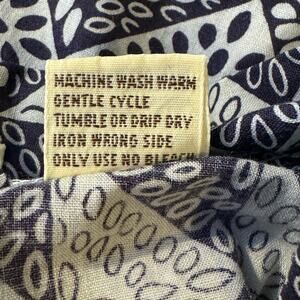 MACHINE WASH WARM
GENTLE CYCLE
TUMBLE OR DRIP DRY
IRON WRONG SIDE
ONLY USE NO BLEACH